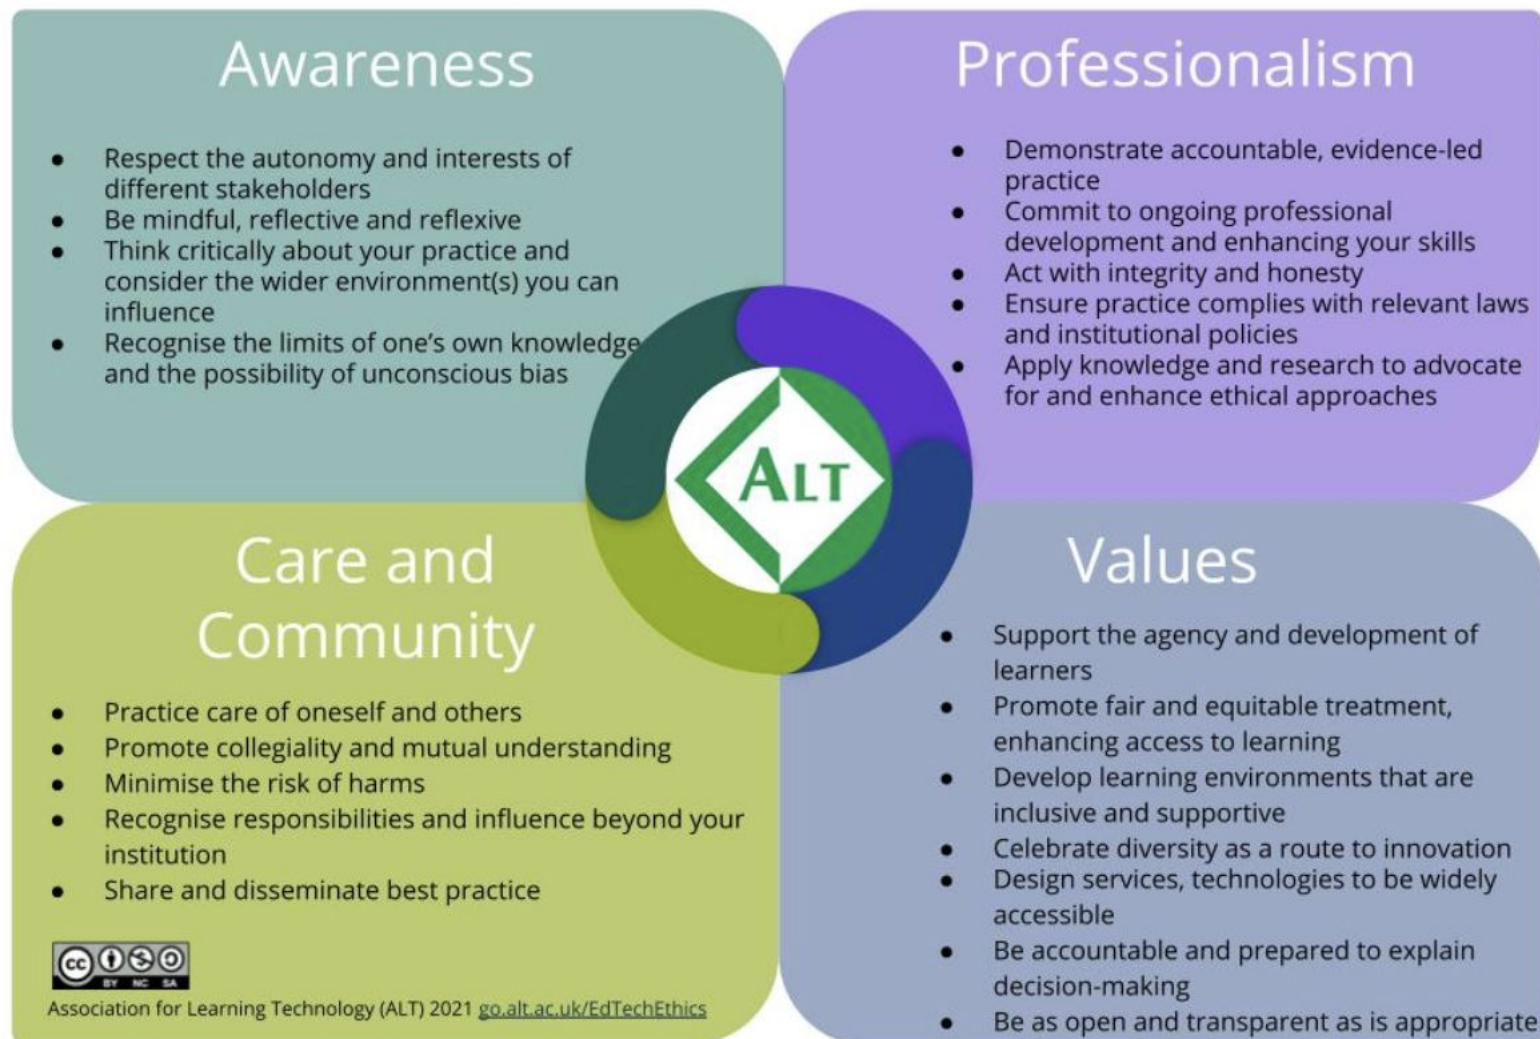 Awareness
● Respect the autonomy and interests of
different stakeholders
● Be mindful, reflective and reflexive
● Think critically about your practice and
consider the wider environment(s) you can
influence
● Recognise the limits of one's own knowledge
and the possibility of unconscious bias
Professionalism
● Demonstrate accountable, evidence-led
practice
● Commit to ongoing professional
development and enhancing your skills
● Act with integrity and honesty
● Ensure practice complies with relevant laws
and institutional policies
● Apply knowledge and research to advocate
for and enhance ethical approaches
ALT
Care and
Community
● Practice care of oneself and others
● Promote collegiality and mutual understanding
● Minimise the risk of harms
● Recognise responsibilities and influence beyond your
institution
● Share and disseminate best practice
cc
BY NC SA
Association for Learning Technology (ALT) 2021 go.alt.ac.uk/EdTechEthics
Values
● Support the agency and development of
learners
● Promote fair and equitable treatment,
enhancing access to learning
● Develop learning environments that are
inclusive and supportive
● Celebrate diversity as a route to innovation
● Design services, technologies to be widely
accessible
● Be accountable and prepared to explain
decision-making
● Be as open and transparent as is appropriate